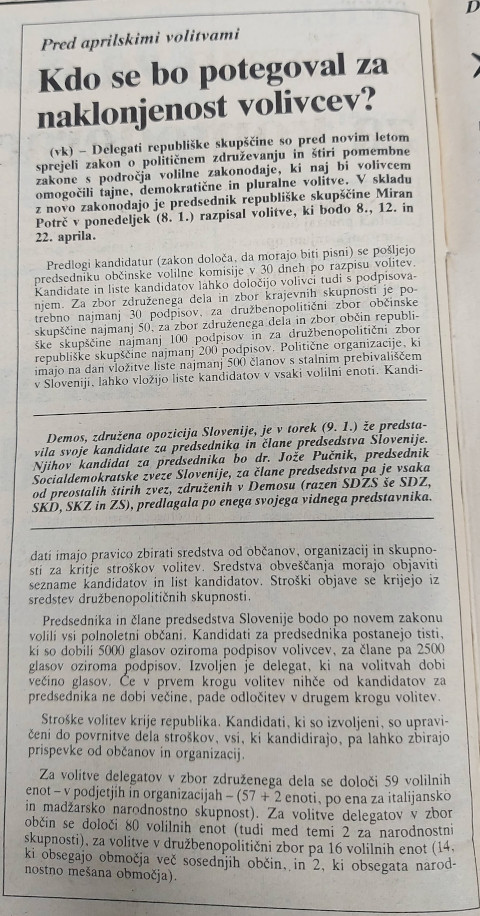 D
Pred aprilskimi volitvami
Kdo se bo potegoval za
naklonjenost volivcev?
(vk) – Delegati republiške skupščine so pred novim letom
sprejeli zakon o političnem združevanju in štiri pomembne
zakone s področja volilne zakonodaje, ki naj bi volivcem
omogočili tajne, demokratične in pluralne volitve. V skladu
z novo zakonodajo je predsednik republiške skupščine Miran
Potrč v ponedeljek (8. 1.) razpisal volitve, ki bodo 8., 12. in
22. aprila.
Predlogi kandidatur (zakon določa, da morajo biti pisni) se pošljejo
predsedniku občinske volilne komisije v 30 dneh po razpisu volitev.
Kandidate in liste kandidatov lahko določijo volivci tudi s podpisova-
njem. Za zbor združenega dela in zbor krajevnih skupnosti je po-
trebno najmanj 30 podpisov, za družbenopolitični zbor občinske
skupščine najmanj 50, za zbor združenega dela in zbor občin republi-
ške skupščine najmanj 100 podpisov in za družbenopolitični zbor
republiške skupščine najmanj 200 podpisov. Politične organizacije, ki
imajo na dan vložitve liste najmanj 500 članov s stalnim prebivališčem
v Sloveniji, lahko vložijo liste kandidatov v vsaki volilni enoti. Kandi-
Demos, združena opozicija Slovenije, je v torek (9. 1.) že predsta-
vila svoje kandidate za predsednika in člane predsedstva Slovenije.
Njihov kandidat za predsednika bo dr. Jože Pučnik, predsednik
Socialdemokratske zveze Slovenije, za člane predsedstva pa je vsaka
od preostalih štirih zvez, združenih v Demosu (razen SDZS še SDZ,
SKD, SKZ in ZS), predlagala po enega svojega vidnega predstavnika.
dati imajo pravico zbirati sredstva od občanov, organizacij in skupno-
sti za kritje stroškov volitev. Sredstva obveščanja morajo objaviti
sezname kandidatov in list kandidatov. Stroški objave se krijejo iz
sredstev družbenopolitičnih skupnosti.
Predsednika in člane predsedstva Slovenije bodo po novem zakonu
volili vsi polnoletni občani. Kandidati za predsednika postanejo tisti,
ki so dobili 5000 glasov oziroma podpisov volivcev, za člane pa 2500
glasov oziroma podpisov. Izvoljen je delegat, ki na volitvah dobi
večino glasov. Če v prvem krogu volitev nihče od kandidatov za
predsednika ne dobi večine, pade odločitev v drugem krogu volitev.
Stroške volitev krije republika. Kandidati, ki so izvoljeni, so upravi-
čeni do povrnitve dela stroškov, vsi, ki kandidirajo, pa lahko zbirajo
prispevke od občanov in organizacij.
Za volitve delegatov v zbor združenega dela se določi 59 volilnih
enot – v podjetjih in organizacijah – (57 + 2 enoti, po ena za italijansko
in madžarsko narodnostno skupnost). Za volitve delegatov v zbor
občin se določi 80 volilnih enot (tudi med temi 2 za narodnostni
skupnosti), za volitve v družbenopolitični zbor pa 16 volilnih enot (14,
ki obsegajo območja več sosednjih občin, in 2, ki obsegata narod-
nostno mešana območja).